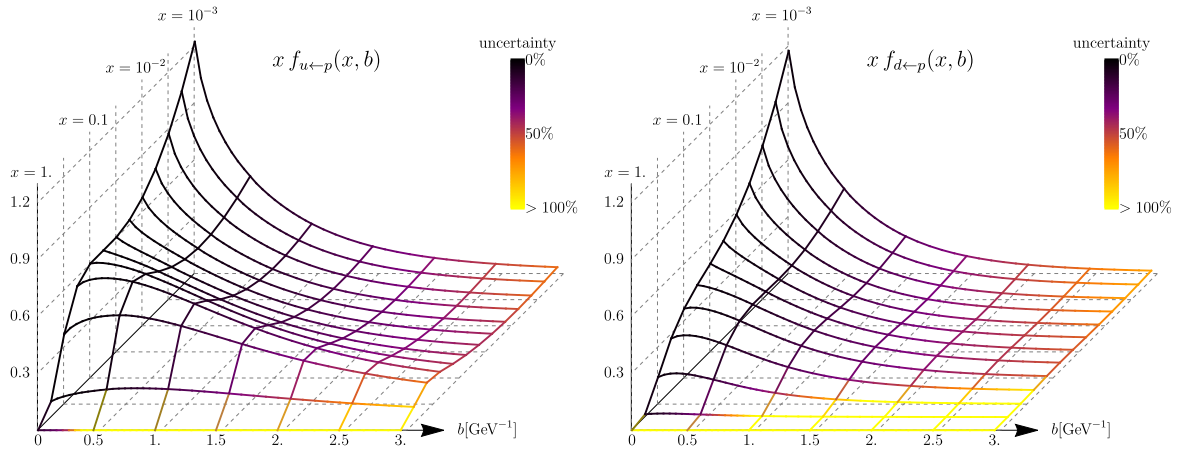 x = 10⁻³
x = 10⁻²
x = 0.1
x = 1.
x f_{u←p}(x, b)
uncertainty
0%
50%
> 100%
1.2
0.9
0.6
0.3
0 0.5 1. 1.5 2. 2.5 3. b[GeV⁻¹]
x = 10⁻³
x = 10⁻²
x = 0.1
x = 1.
x f_{d←p}(x, b)
uncertainty
0%
50%
> 100%
1.2
0.9
0.6
0.3
0 0.5 1. 1.5 2. 2.5 3. b[GeV⁻¹]